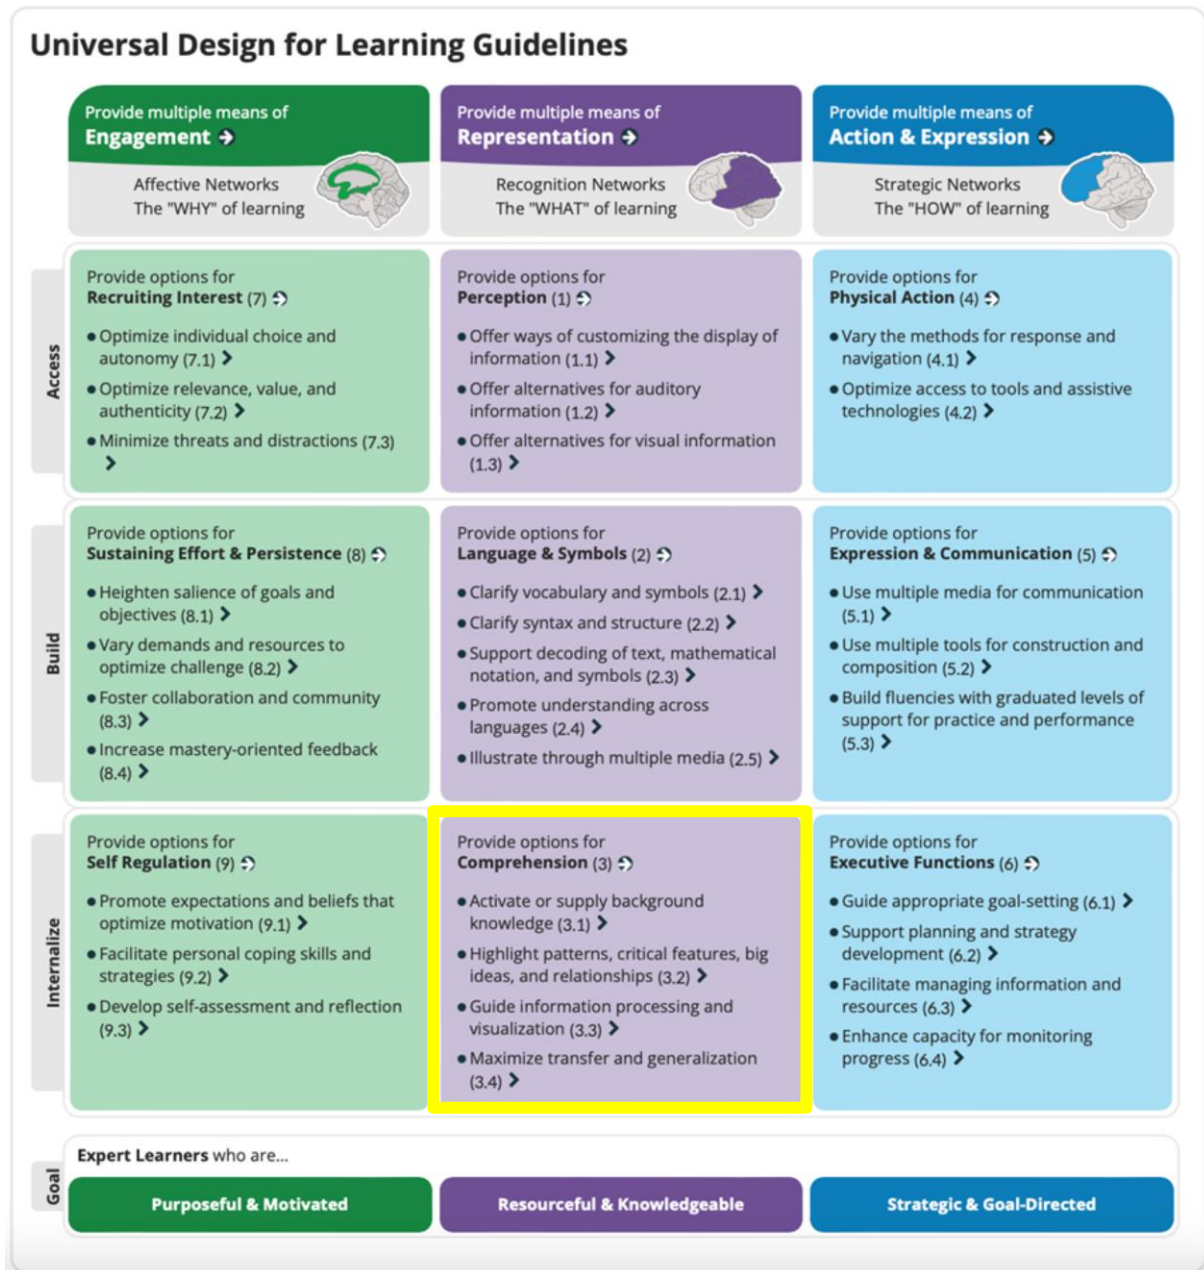 Universal Design for Learning Guidelines
Provide multiple means of
Engagement
Affective Networks
The "WHY" of learning
Provide multiple means of
Representation
Recognition Networks
The "WHAT" of learning
Provide multiple means of
Action & Expression
Strategic Networks
The "HOW" of learning
Access
Provide options for
Recruiting Interest (7)
• Optimize individual choice and
autonomy (7.1)
• Optimize relevance, value, and
authenticity (7.2)
• Minimize threats and distractions (7.3)
Provide options for
Perception (1)
• Offer ways of customizing the display of
information (1.1)
• Offer alternatives for auditory
information (1.2)
• Offer alternatives for visual information
(1.3)
Provide options for
Physical Action (4)
• Vary the methods for response and
navigation (4.1)
• Optimize access to tools and assistive
technologies (4.2)
Build
Provide options for
Sustaining Effort & Persistence (8)
• Heighten salience of goals and
objectives (8.1)
• Vary demands and resources to
optimize challenge (8.2)
• Foster collaboration and community
(8.3)
• Increase mastery-oriented feedback
(8.4)
Provide options for
Language & Symbols (2)
• Clarify vocabulary and symbols (2.1)
• Clarify syntax and structure (2.2)
• Support decoding of text, mathematical
notation, and symbols (2.3)
• Promote understanding across
languages (2.4)
• Illustrate through multiple media (2.5)
Provide options for
Expression & Communication (5)
• Use multiple media for communication
(5.1)
• Use multiple tools for construction and
composition (5.2)
• Build fluencies with graduated levels of
support for practice and performance
(5.3)
Internalize
Provide options for
Self Regulation (9)
• Promote expectations and beliefs that
optimize motivation (9.1)
• Facilitate personal coping skills and
strategies (9.2)
• Develop self-assessment and reflection
(9.3)
Provide options for
Comprehension (3)
• Activate or supply background
knowledge (3.1)
• Highlight patterns, critical features, big
ideas, and relationships (3.2)
• Guide information processing and
visualization (3.3)
• Maximize transfer and generalization
(3.4)
Provide options for
Executive Functions (6)
• Guide appropriate goal-setting (6.1)
• Support planning and strategy
development (6.2)
• Facilitate managing information and
resources (6.3)
• Enhance capacity for monitoring
progress (6.4)
Goal
Expert Learners who are...
Purposeful & Motivated
Resourceful & Knowledgeable
Strategic & Goal-Directed